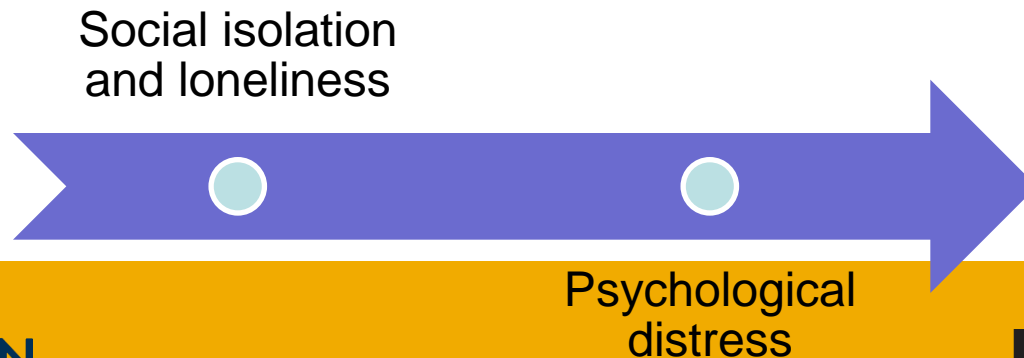 Social isolation
and loneliness
Psychological
distress